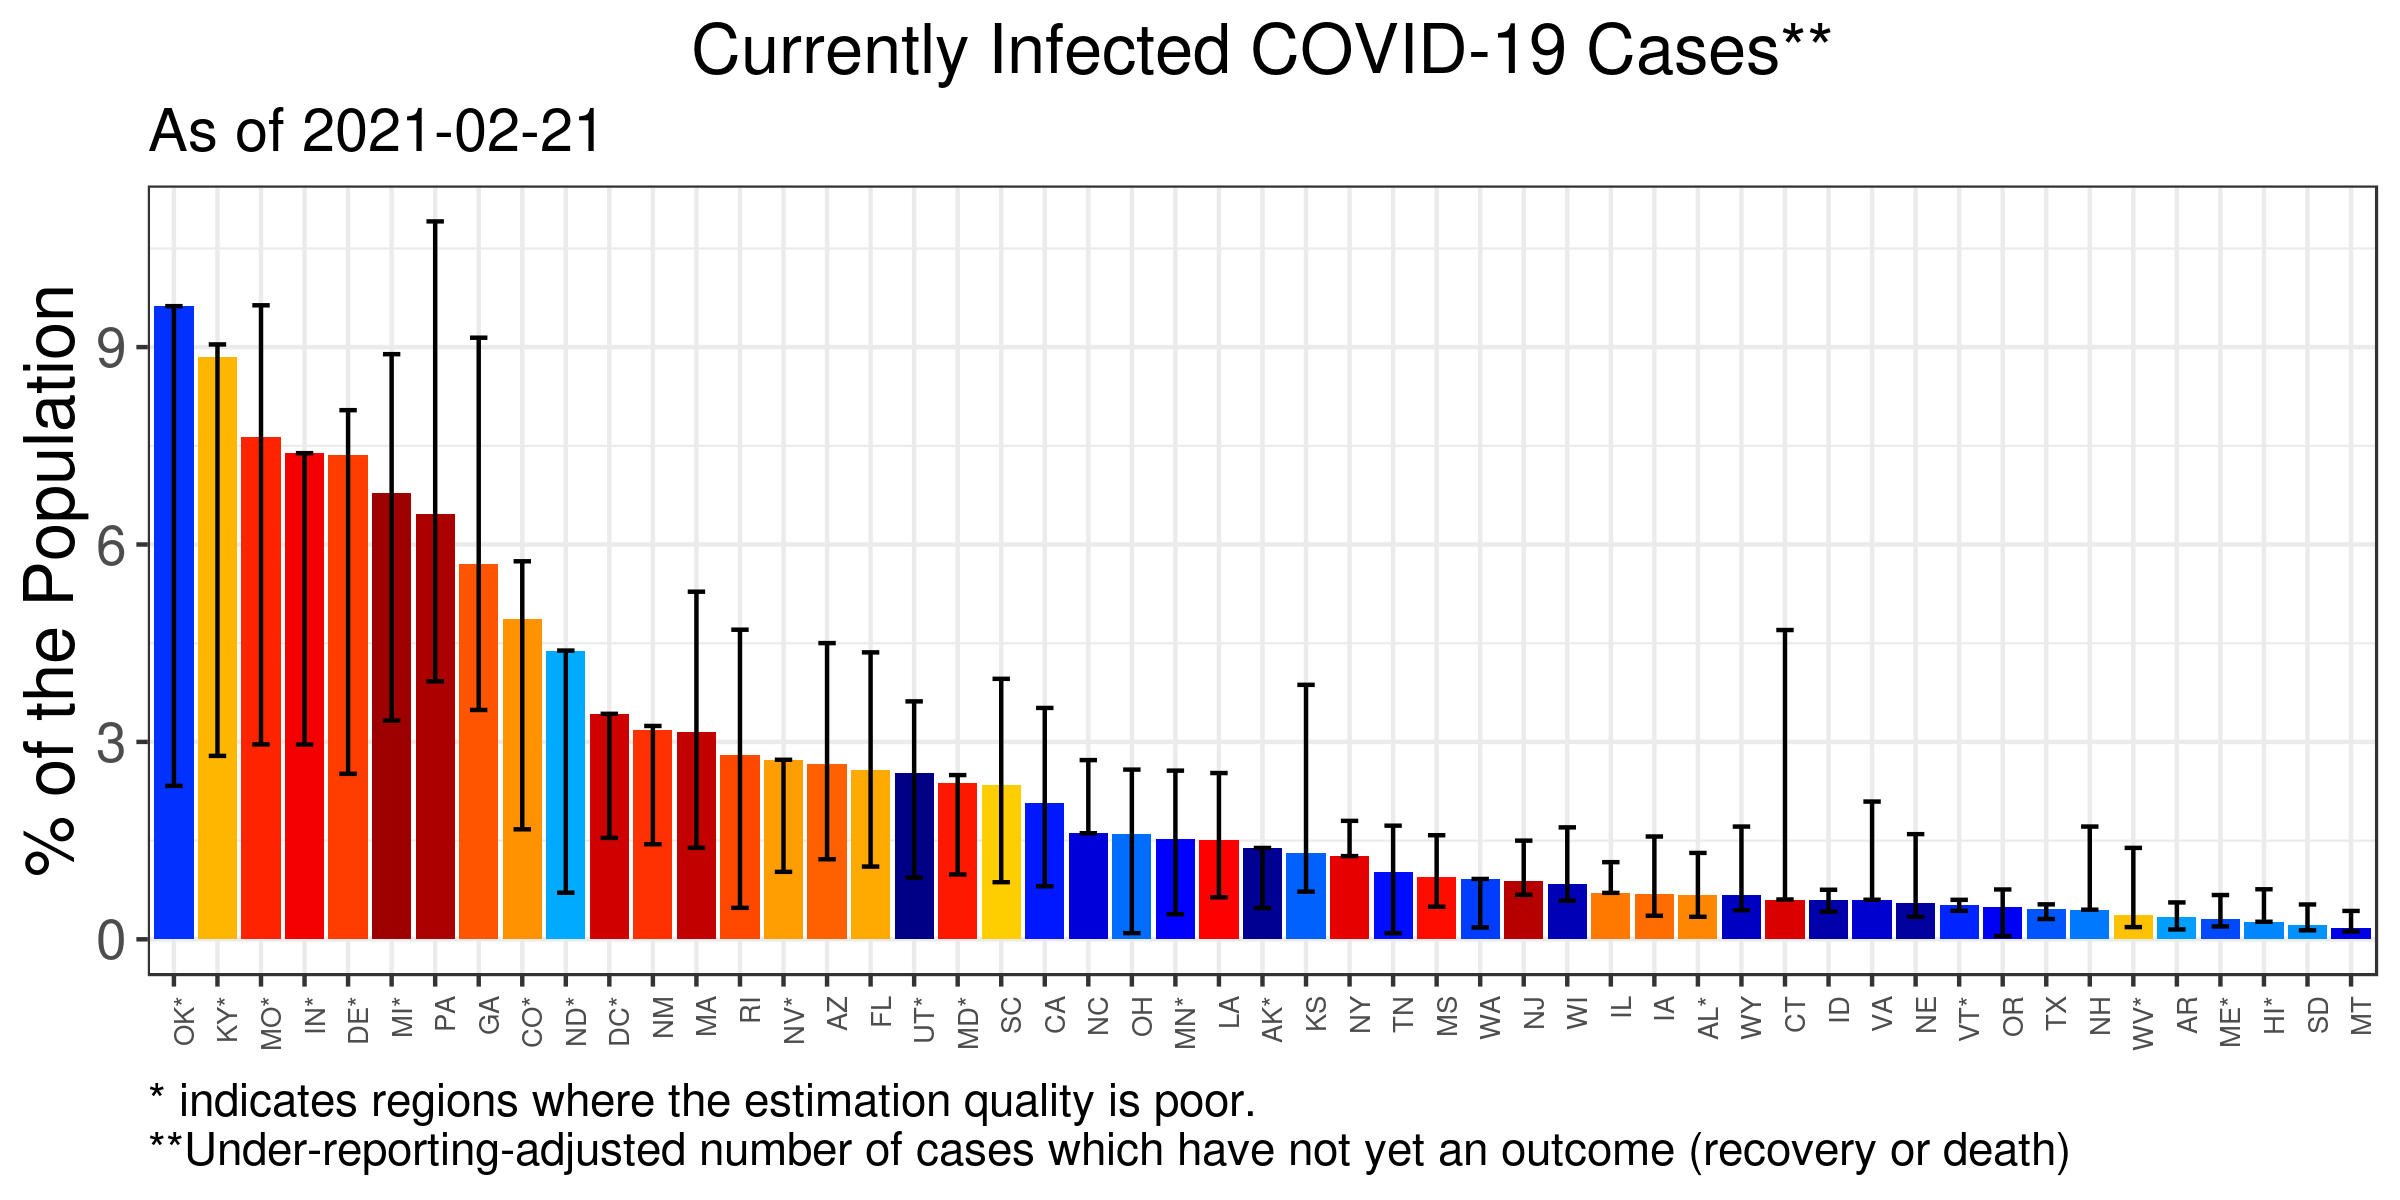 Currently Infected COVID-19 Cases**
As of 2021-02-21
% of the Population
9
6
3
0
OK* KY* MO* IN* DE* MI* PA GA CO* ND* DC* NM MA RI NV* AZ FL UT* MD* SC CA NC OH MN* LA AK* KS NY TN MS WA NJ WI IL IA AL* WY CT ID VA NE VT* OR TX NH WV* AR ME* HI* SD MT
* indicates regions where the estimation quality is poor.
**Under-reporting-adjusted number of cases which have not yet an outcome (recovery or death)